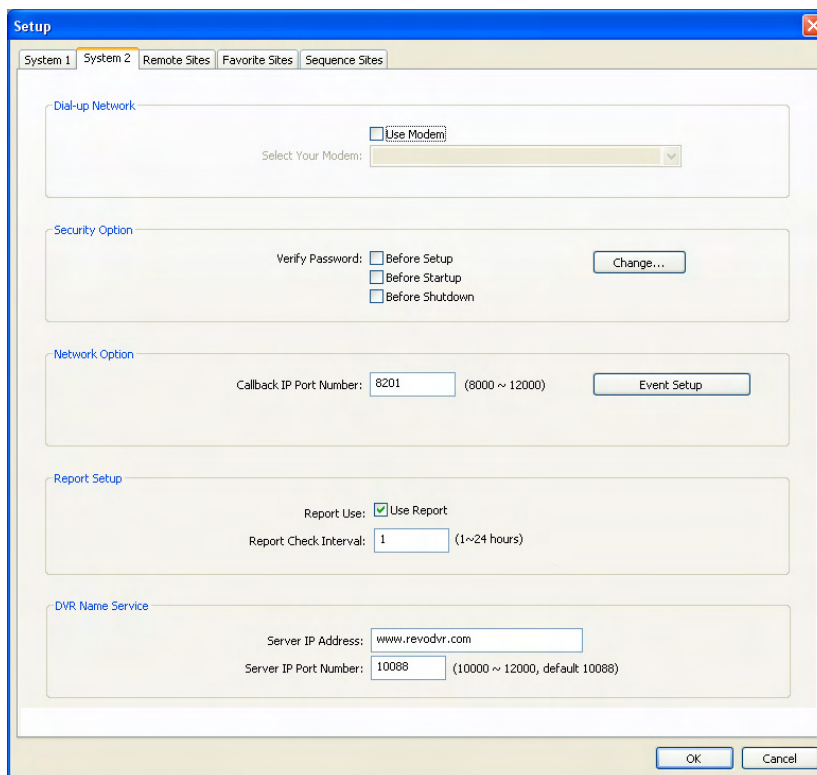 Setup
System 1 System 2 Remote Sites Favorite Sites Sequence Sites
Dial-up Network
Use Modem
Select Your Modem:
Security Option
Verify Password: Before Setup Change...
Before Startup
Before Shutdown
Network Option
Callback IP Port Number: 8201 (8000 ~ 12000) Event Setup
Report Setup
Report Use: Use Report
Report Check Interval: 1 (1~24 hours)
DVR Name Service
Server IP Address: www.revodvr.com
Server IP Port Number: 10088 (10000 ~ 12000, default 10088)
OK Cancel